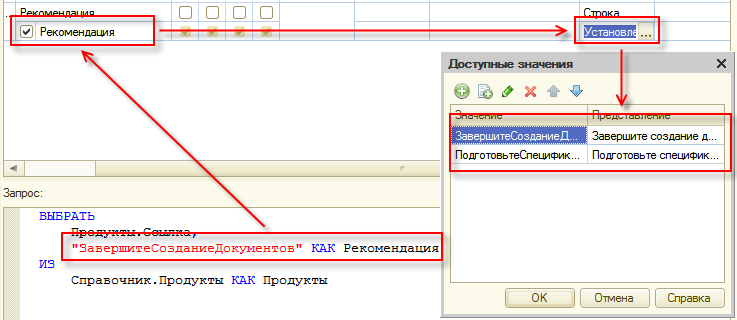 ... Рекомендация
Строка
Рекомендация
Установле ...
Доступные значения
Значение Представление
ЗавершитеСозданиеД... Завершите создание д...
ПодготовьтеСпецифик... Подготовьте специфик...
Запрос:
ВЫБРАТЬ
Продукты.Ссылка,
"ЗавершитеСозданиеДокументов" КАК Рекомендация
ИЗ
Справочник.Продукты КАК Продукты
ОК Отмена Справка